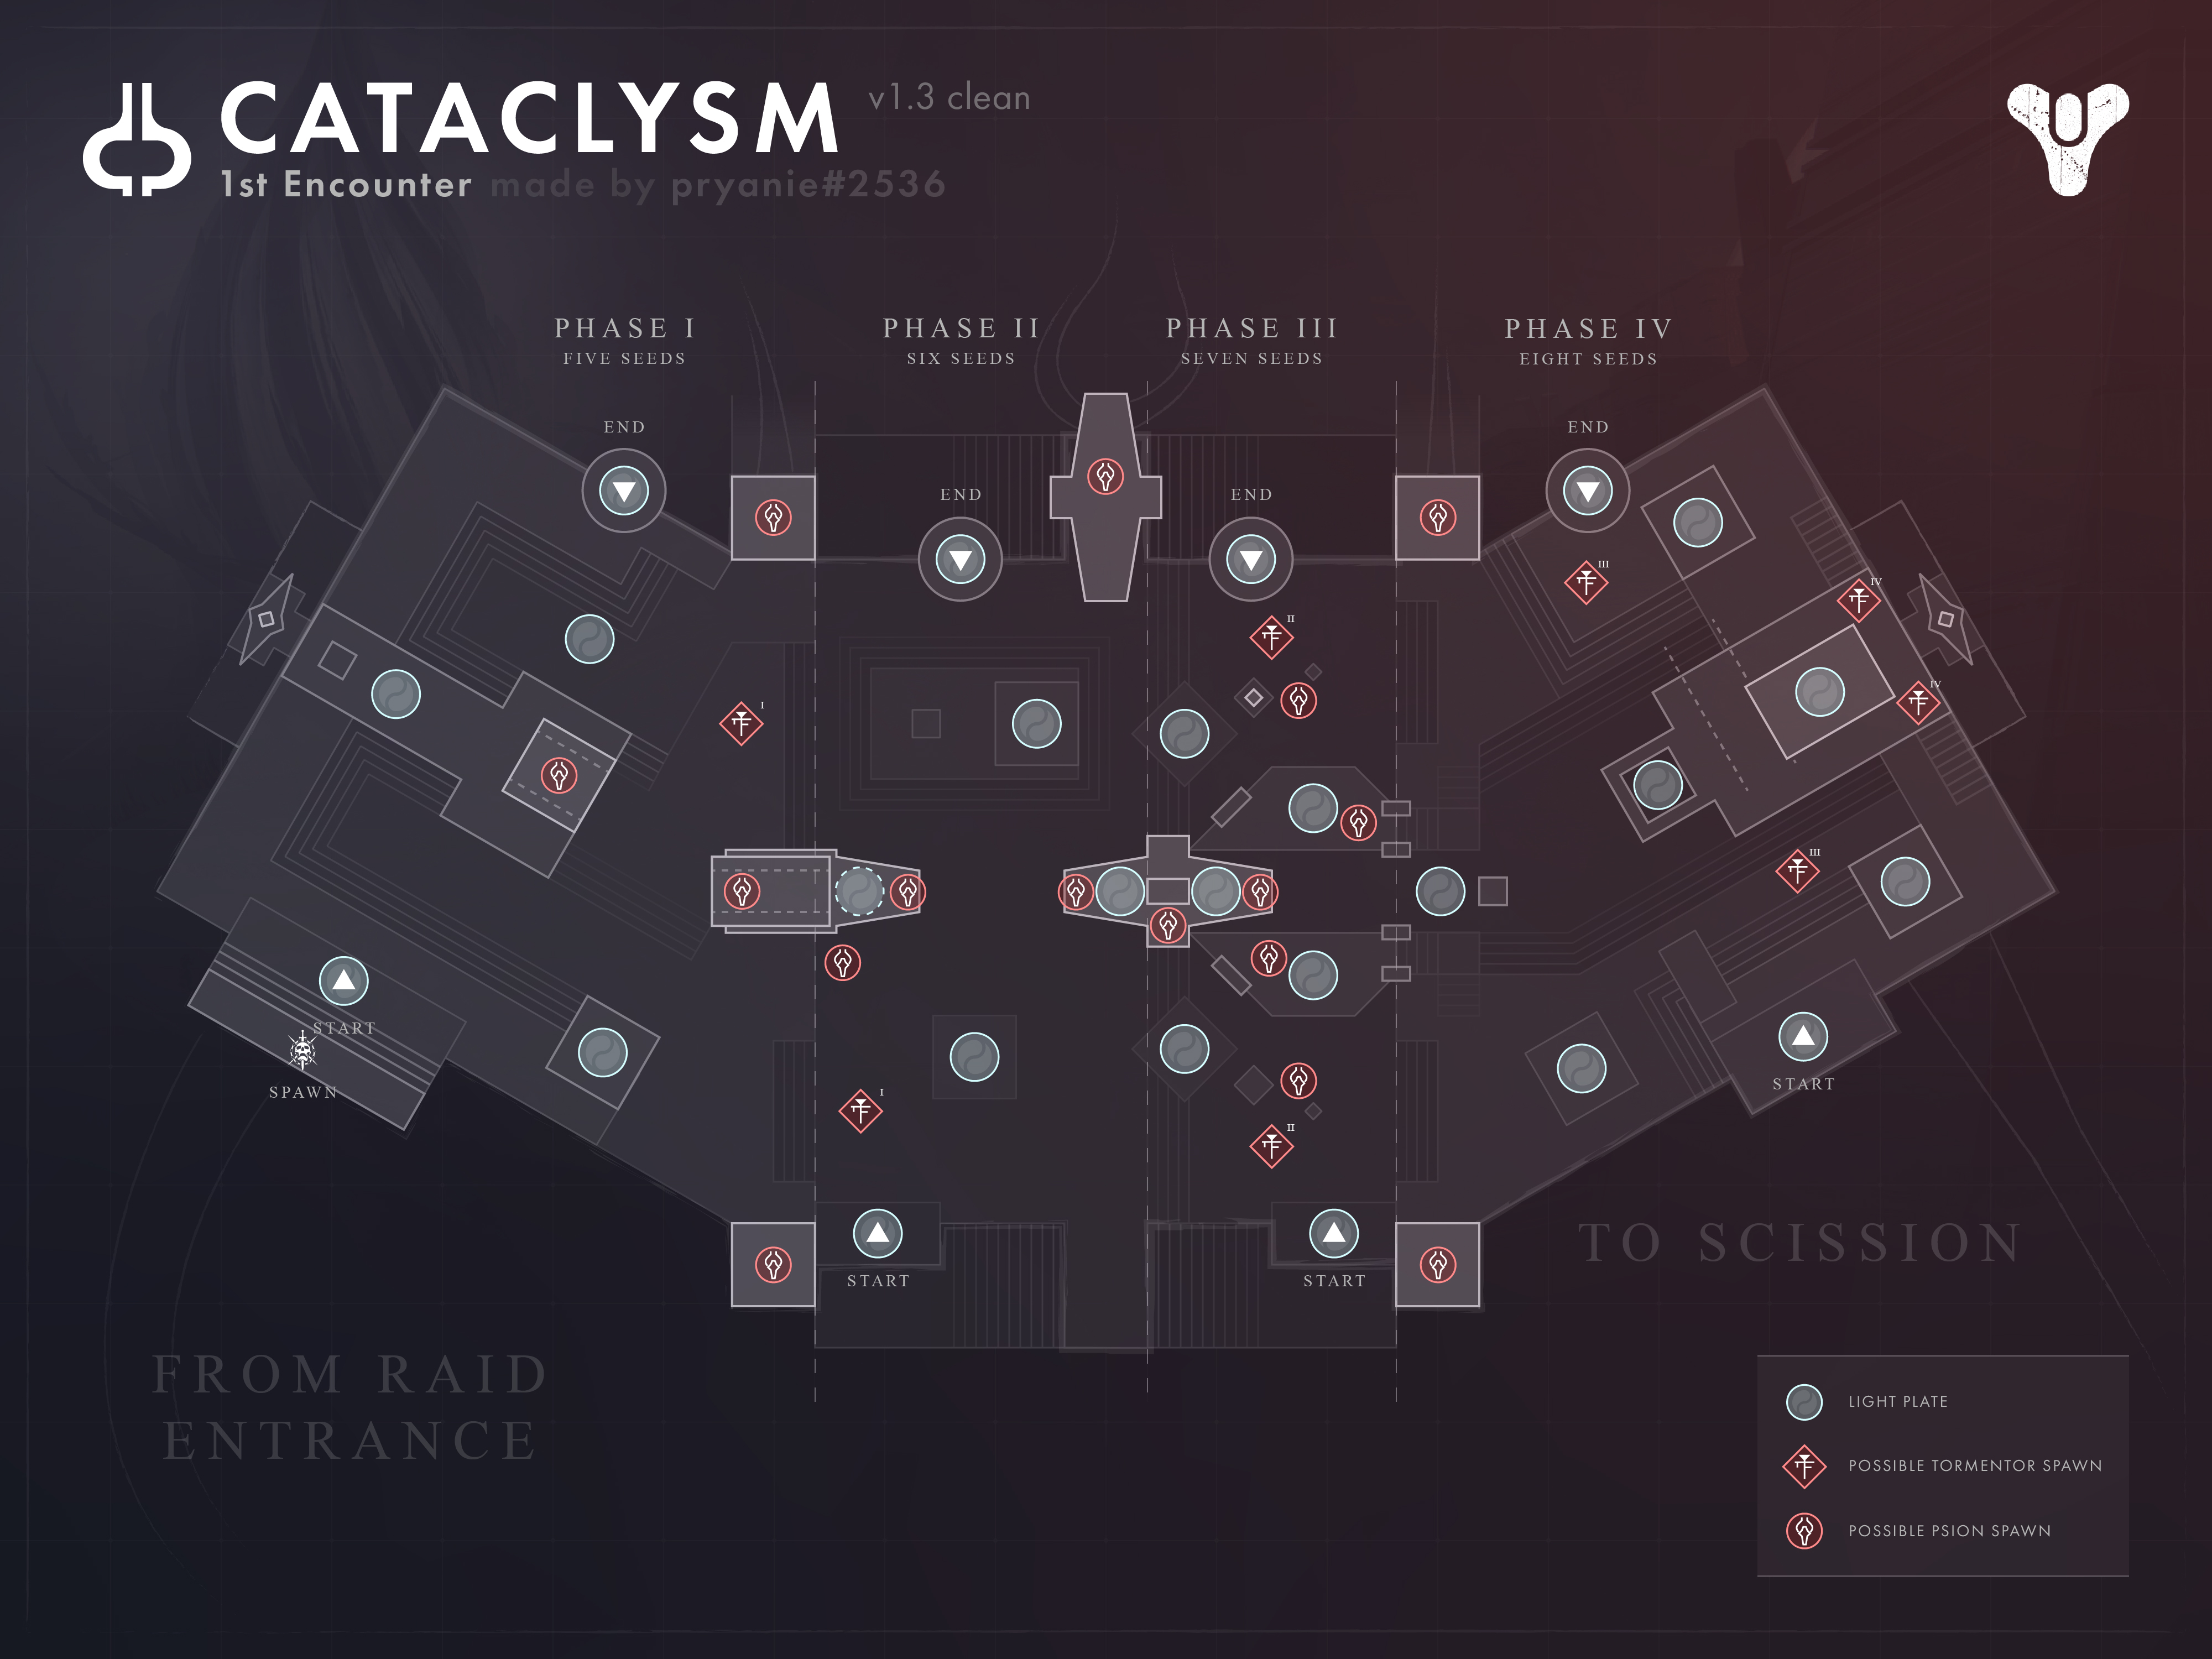 CATACLYSM v1.3 clean
1st Encounter made by pryanie#2536
PHASE I
FIVE SEEDS
PHASE II
SIX SEEDS
PHASE III
SEVEN SEEDS
PHASE IV
EIGHT SEEDS
END
END
END
END
III
IV
II
IV
I
III
START
SPAWN
START
I
II
START
START
TO SCISSION
FROM RAID
ENTRANCE
LIGHT PLATE
POSSIBLE TORMENTOR SPAWN
POSSIBLE PSION SPAWN